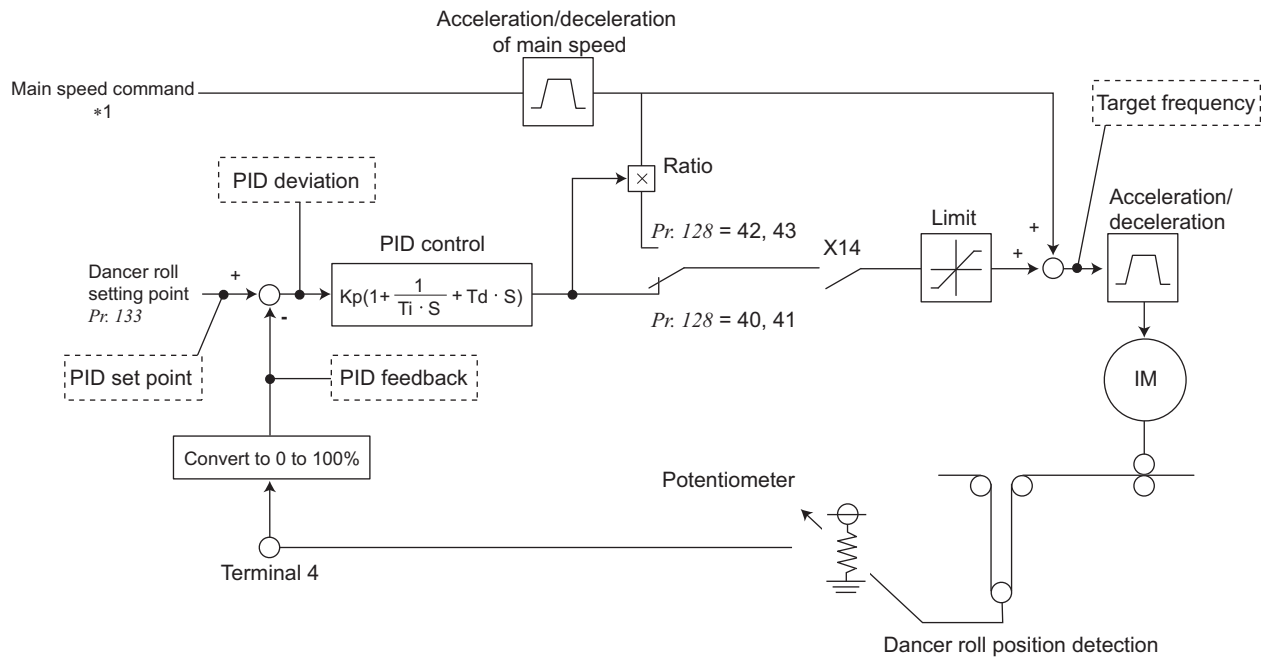 Acceleration/deceleration
of main speed
Main speed command
*1
Target frequency
PID deviation
Ratio
Acceleration/
deceleration
Pr. 128 = 42, 43
Limit
PID control
X14
+
+
Dancer roll
setting point
Pr. 133
+
-
Kp(1+ 1/Ti · S + Td · S)
×
Pr. 128 = 40, 41
PID set point
PID feedback
IM
Convert to 0 to 100%
Potentiometer
Terminal 4
Dancer roll position detection